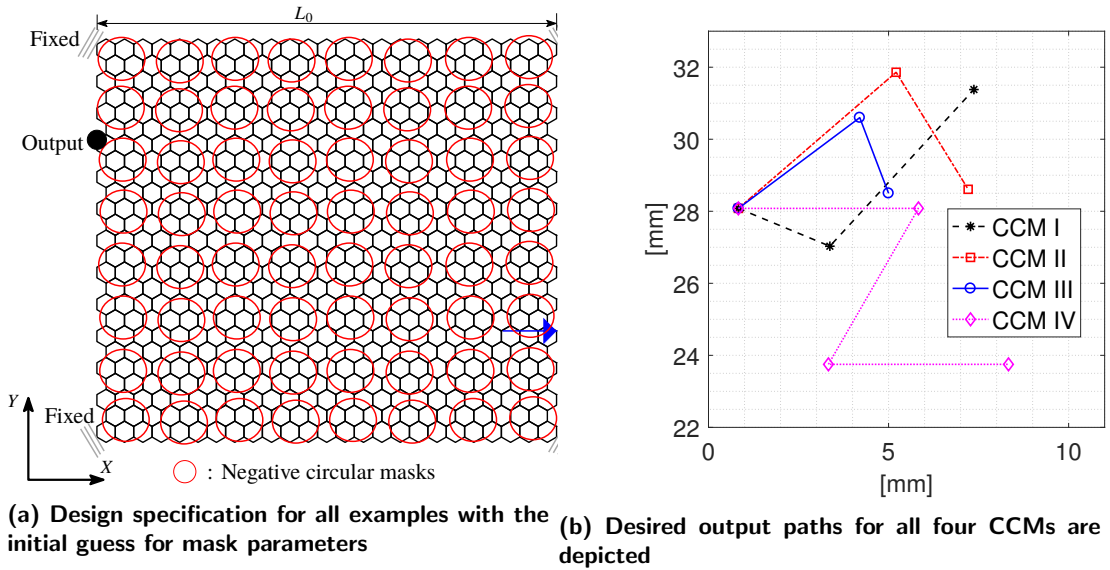 L₀
Fixed
Output
Fixed
Y
X
: Negative circular masks
(a) Design specification for all examples with the
initial guess for mask parameters
32
30
28
26
24
22
[mm]
0
5
10
[mm]
CCM I
CCM II
CCM III
CCM IV
(b) Desired output paths for all four CCMs are
depicted